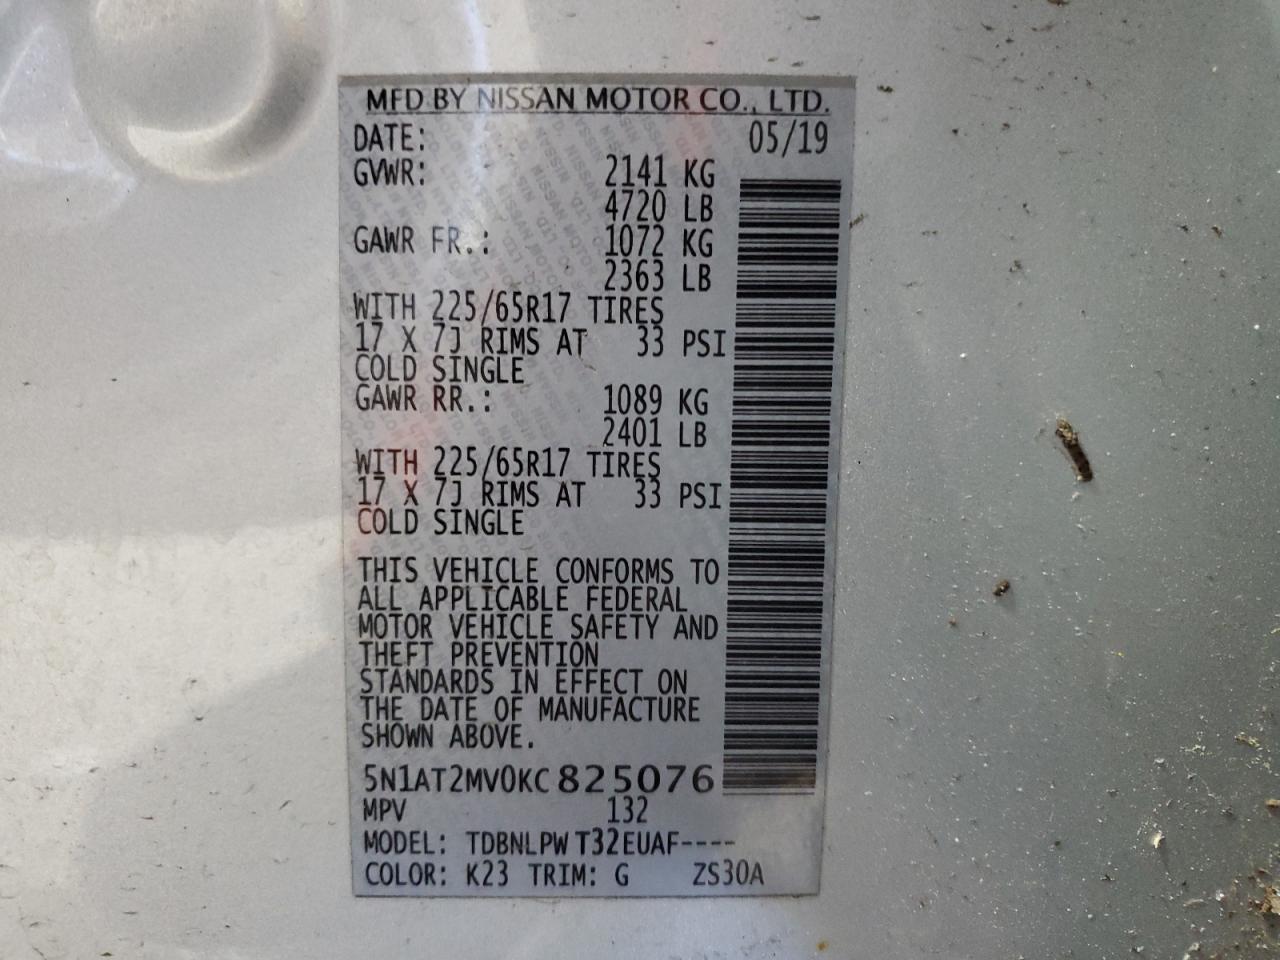 MFD BY NISSAN MOTOR CO., LTD.
DATE: 05/19
GVWR: 2141 KG
4720 LB
GAWR FR.: 1072 KG
2363 LB
WITH 225/65R17 TIRES
17 X 7J RIMS AT 33 PSI
COLD SINGLE
GAWR RR.: 1089 KG
2401 LB
WITH 225/65R17 TIRES
17 X 7J RIMS AT 33 PSI
COLD SINGLE
THIS VEHICLE CONFORMS TO
ALL APPLICABLE FEDERAL
MOTOR VEHICLE SAFETY AND
THEFT PREVENTION
STANDARDS IN EFFECT ON
THE DATE OF MANUFACTURE
SHOWN ABOVE.
5N1AT2MV0KC825076
MPV 132
MODEL: TDBNLPW T32EUAF----
COLOR: K23 TRIM: G ZS30A